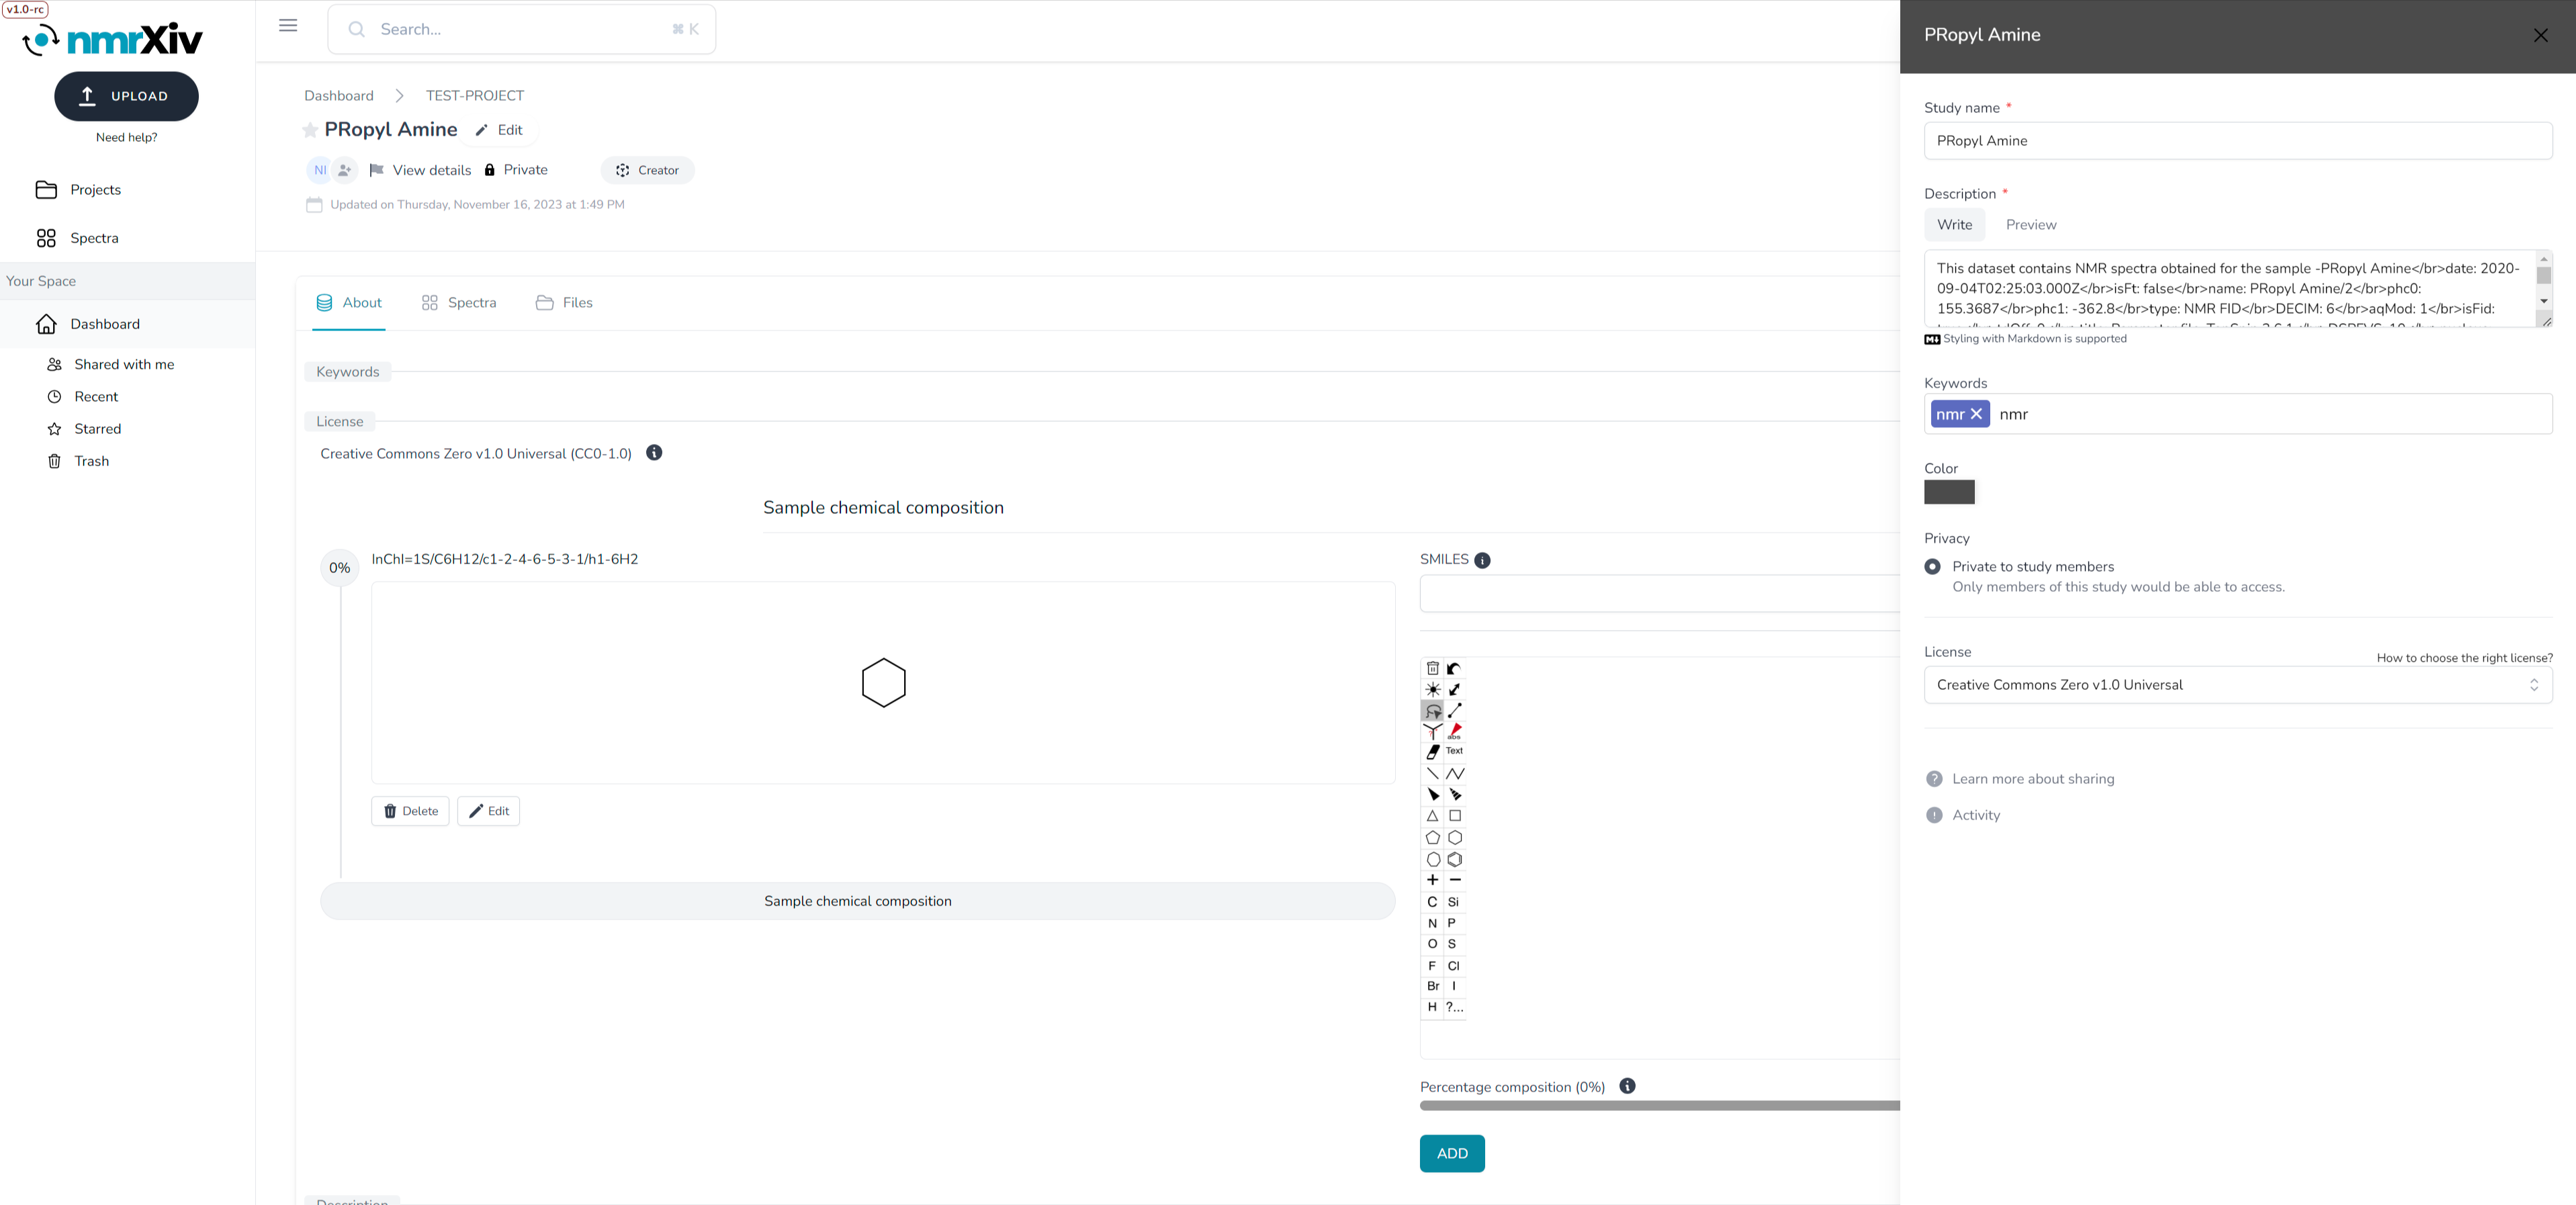 v1.0-rc
nmrXiv
UPLOAD
Need help?
Projects
Spectra
Your Space
Dashboard
Shared with me
Recent
Starred
Trash
Search...
⌘ K
Dashboard
TEST-PROJECT
PRopyl Amine
Edit
NI
View details
Private
Creator
Updated on Thursday, November 16, 2023 at 1:49 PM
About
Spectra
Files
Keywords
License
Creative Commons Zero v1.0 Universal (CC0-1.0)
Sample chemical composition
0%
InChI=1S/C6H12/c1-2-4-6-5-3-1/h1-6H2
Delete
Edit
Sample chemical composition
SMILES
abs
Text
C Si
N P
O S
F Cl
Br I
H ?...
Percentage composition (0%)
ADD
Description
PRopyl Amine
Study name *
PRopyl Amine
Description *
Write
Preview
This dataset contains NMR spectra obtained for the sample -PRopyl Amine</br>date: 2020-
09-04T02:25:03.000Z</br>isFt: false</br>name: PRopyl Amine/2</br>phc0:
155.3687</br>phc1: -362.8</br>type: NMR FID</br>DECIM: 6</br>aqMod: 1</br>isFid:
M↓ Styling with Markdown is supported
Keywords
nmr
nmr
Color
Privacy
Private to study members
Only members of this study would be able to access.
License
How to choose the right license?
Creative Commons Zero v1.0 Universal
Learn more about sharing
Activity